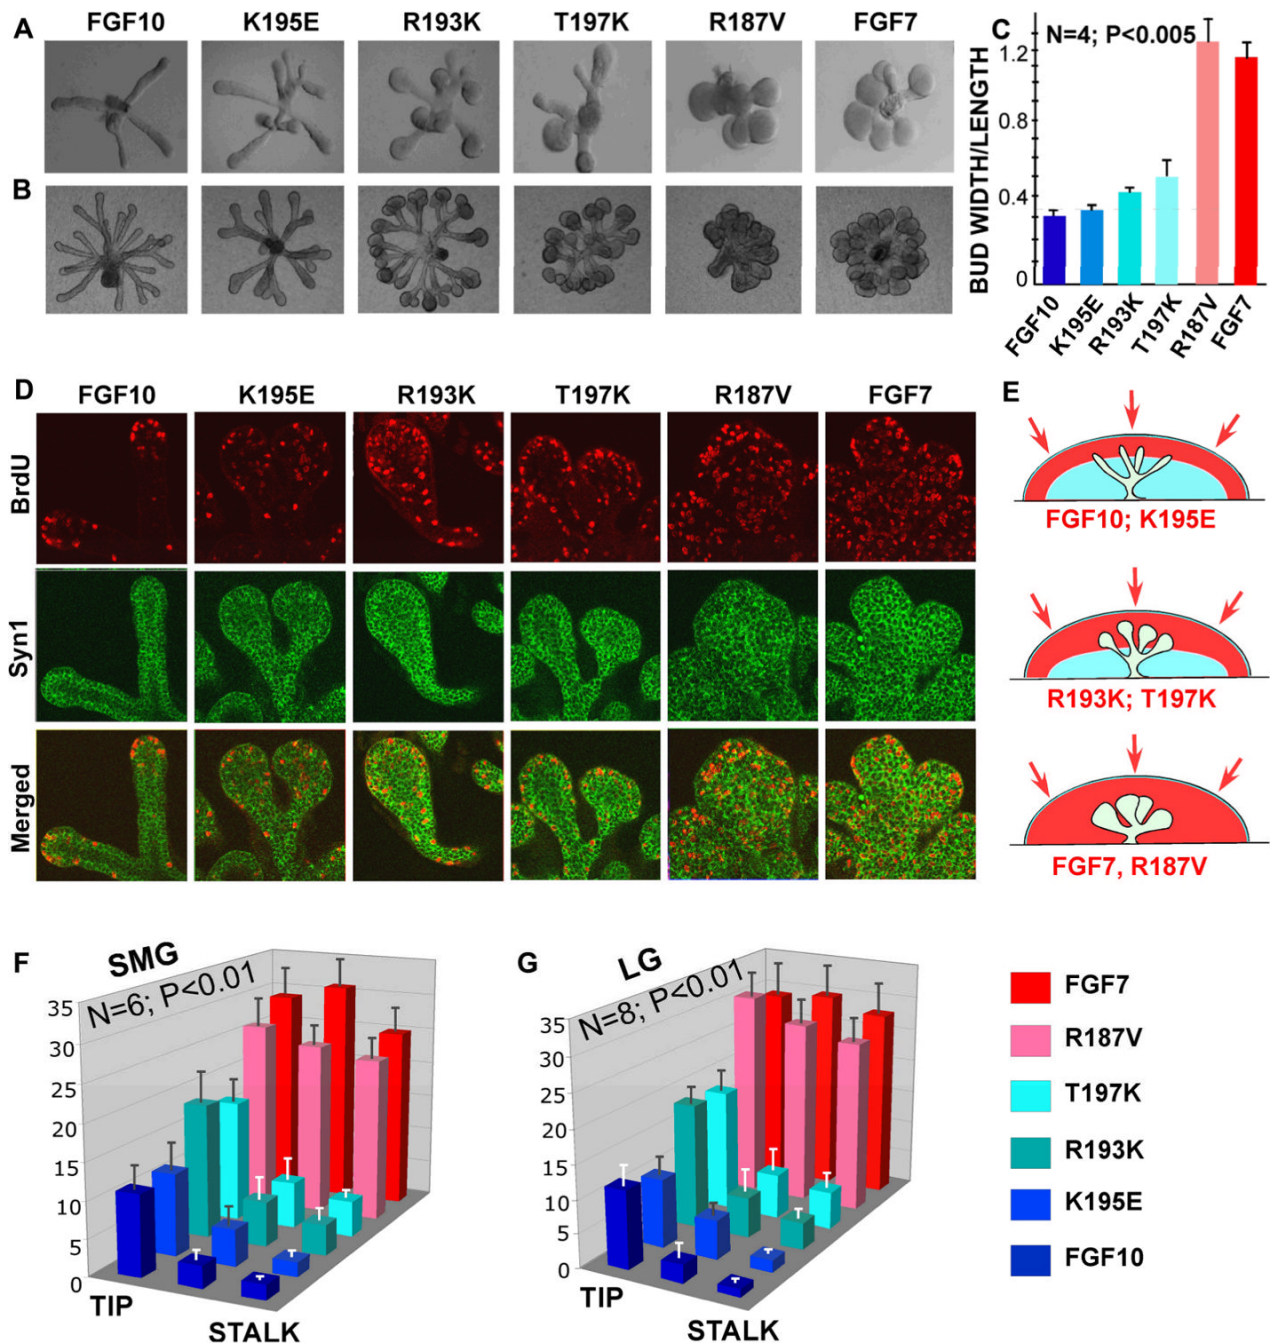 A FGF10 K195E R193K T197K R187V FGF7
B
C N=4; P<0.005
BUD WIDTH/LENGTH
1.2
0.8
0.4
0
FGF10 K195E R193K T197K R187V FGF7
D FGF10 K195E R193K T197K R187V FGF7
BrdU
Syn1
Merged
E
FGF10; K195E
R193K; T197K
FGF7, R187V
F SMG
N=6; P<0.01
35
30
25
20
15
10
5
0
TIP
STALK
G LG
N=8; P<0.01
35
30
25
20
15
10
5
0
TIP
STALK
FGF7
R187V
T197K
R193K
K195E
FGF10